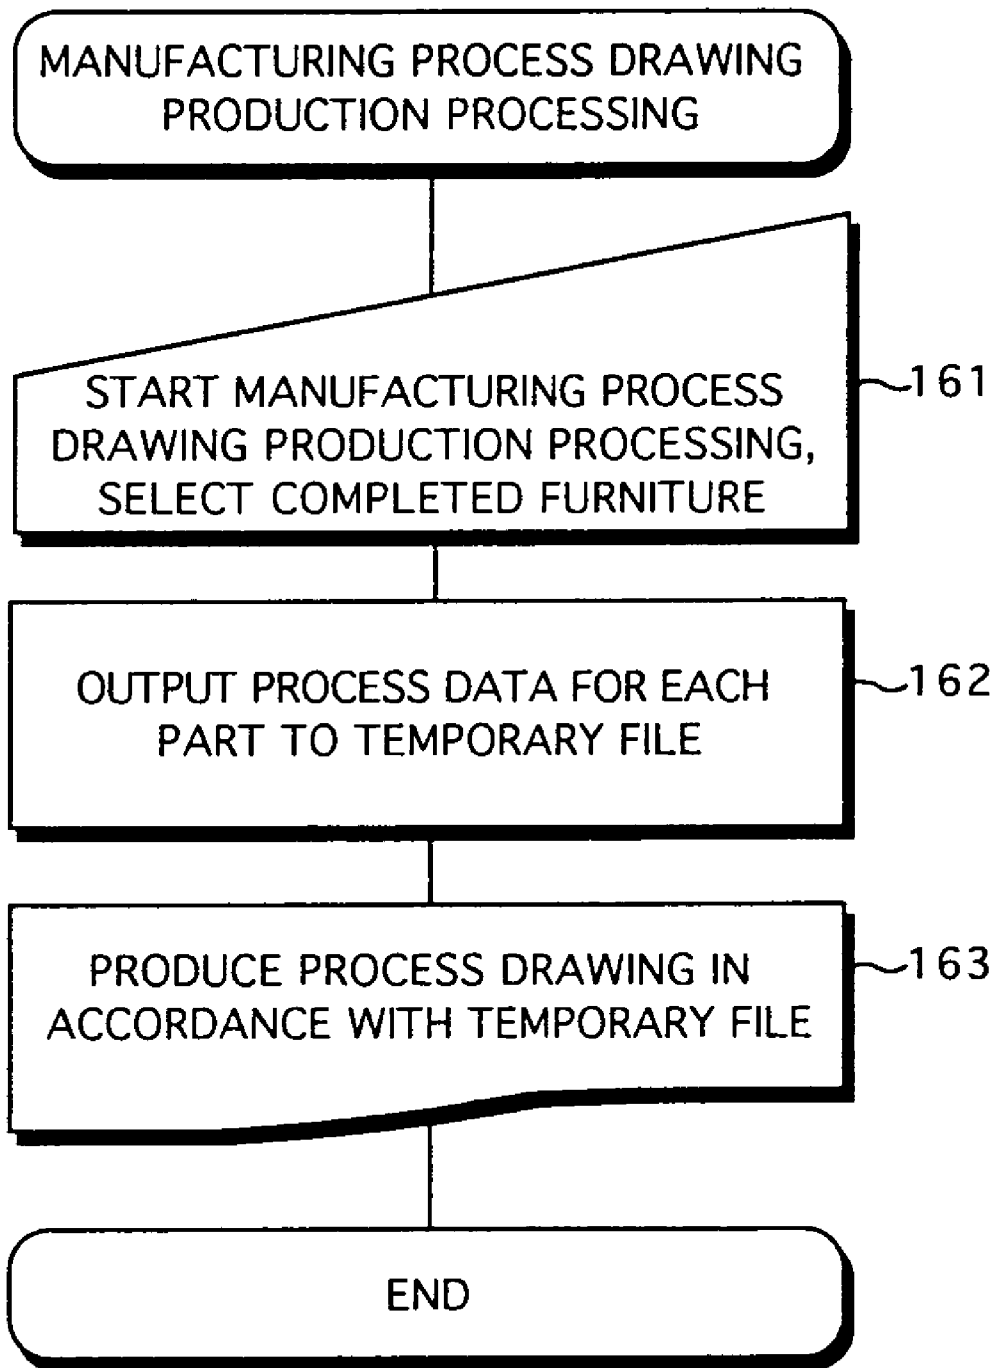 MANUFACTURING PROCESS DRAWING
PRODUCTION PROCESSING
START MANUFACTURING PROCESS
DRAWING PRODUCTION PROCESSING,
SELECT COMPLETED FURNITURE
161
OUTPUT PROCESS DATA FOR EACH
PART TO TEMPORARY FILE
162
PRODUCE PROCESS DRAWING IN
ACCORDANCE WITH TEMPORARY FILE
163
END